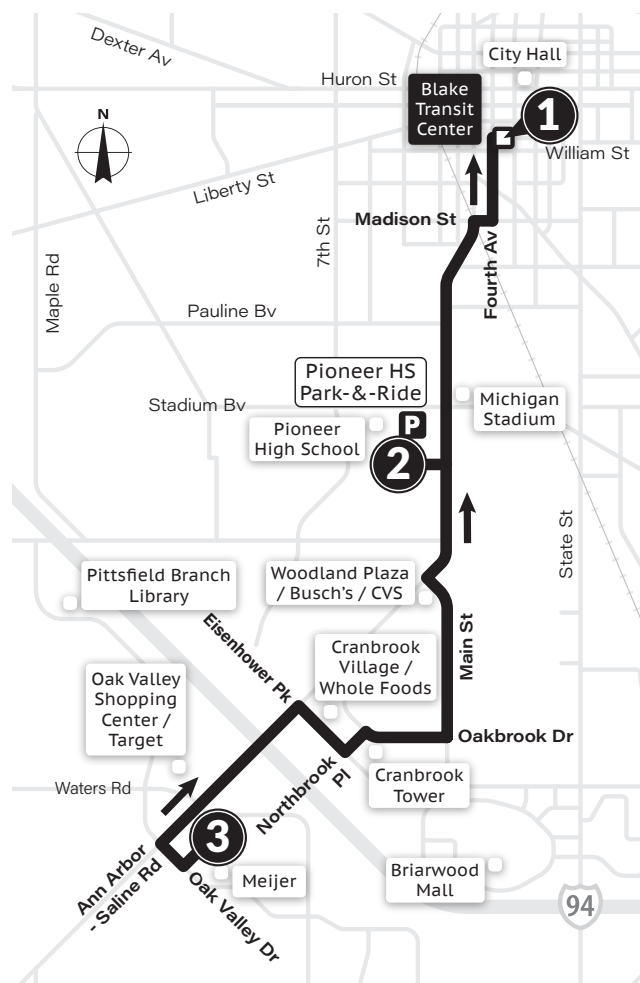 Dexter Av
City Hall
Huron St
Blake
Transit
Center
1
N
William St
Liberty St
Madison St
7th St
Fourth Av
Maple Rd
Pauline Bv
Pioneer HS
Park-&-Ride
Stadium Bv
Michigan
Stadium
P
Pioneer
High School
2
State St
Pittsfield Branch
Library
Woodland Plaza
/ Busch's / CVS
Main St
Eisenhower Pk
Cranbrook
Village /
Whole Foods
Oak Valley
Shopping
Center /
Target
Oakbrook Dr
Waters Rd
Northbrook
Pl
Cranbrook
Tower
3
Ann Arbor
- Saline Rd
Oak Valley Dr
Meijer
Briarwood
Mall
94